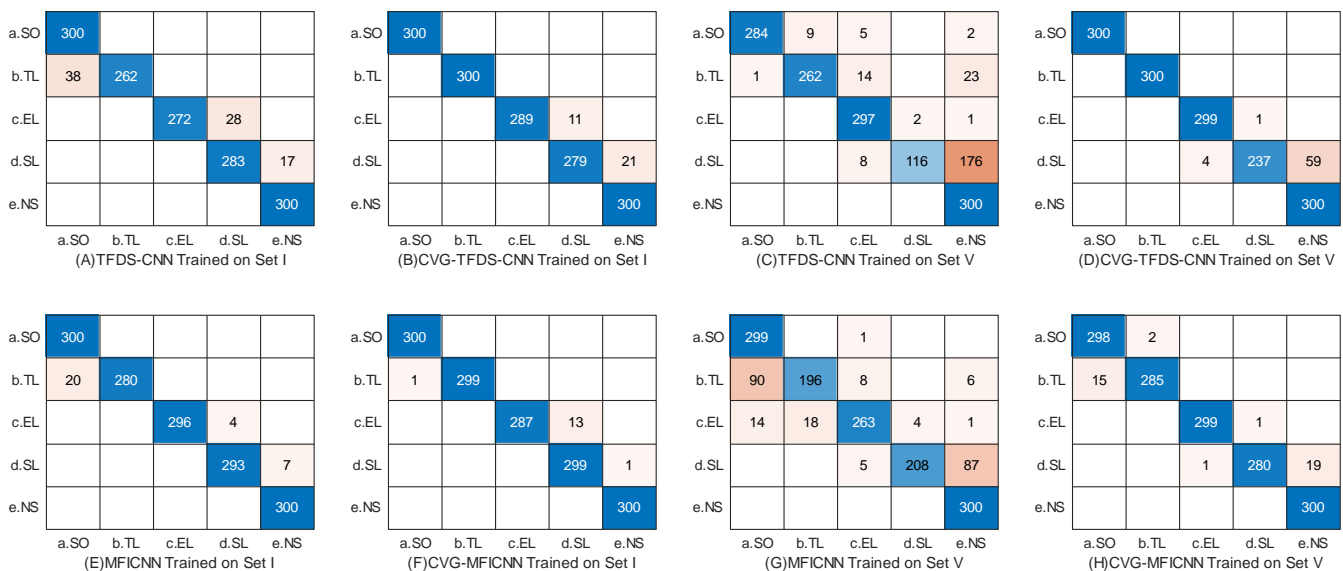 a.SO 300
b.TL 38 262
c.EL 272 28
d.SL 283 17
e.NS 300
a.SO b.TL c.EL d.SL e.NS
(A)TFDS-CNN Trained on Set I
a.SO 300
b.TL 300
c.EL 289 11
d.SL 279 21
e.NS 300
a.SO b.TL c.EL d.SL e.NS
(B)CVG-TFDS-CNN Trained on Set I
a.SO 284 9 5 2
b.TL 1 262 14 23
c.EL 297 2 1
d.SL 8 116 176
e.NS 300
a.SO b.TL c.EL d.SL e.NS
(C)TFDS-CNN Trained on Set V
a.SO 300
b.TL 300
c.EL 299 1
d.SL 4 237 59
e.NS 300
a.SO b.TL c.EL d.SL e.NS
(D)CVG-TFDS-CNN Trained on Set V
a.SO 300
b.TL 20 280
c.EL 296 4
d.SL 293 7
e.NS 300
a.SO b.TL c.EL d.SL e.NS
(E)MFICNN Trained on Set I
a.SO 300
b.TL 1 299
c.EL 287 13
d.SL 299 1
e.NS 300
a.SO b.TL c.EL d.SL e.NS
(F)CVG-MFICNN Trained on Set I
a.SO 299 1
b.TL 90 196 8 6
c.EL 14 18 263 4 1
d.SL 5 208 87
e.NS 300
a.SO b.TL c.EL d.SL e.NS
(G)MFICNN Trained on Set V
a.SO 298 2
b.TL 15 285
c.EL 299 1
d.SL 1 280 19
e.NS 300
a.SO b.TL c.EL d.SL e.NS
(H)CVG-MFICNN Trained on Set V